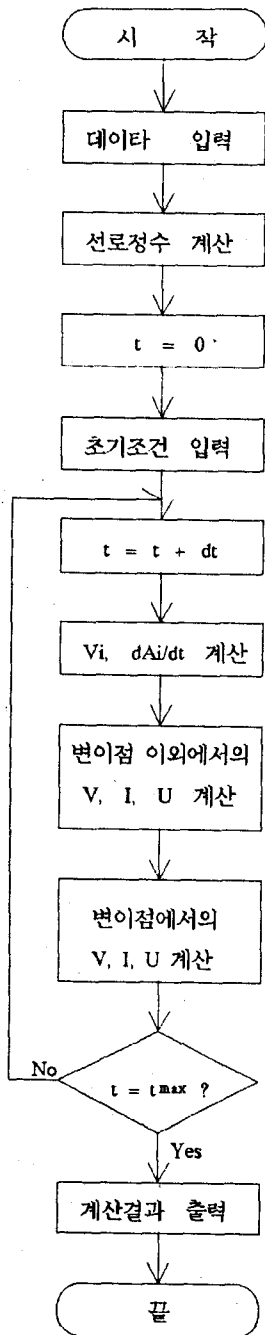 시 작
데이타 입력
선로정수 계산
t = 0
초기조건 입력
t = t + dt
Vi, dAi/dt 계산
변이점 이외에서의
V, I, U 계산
변이점에서의
V, I, U 계산
No
t = tmax ?
Yes
계산결과 출력
끝